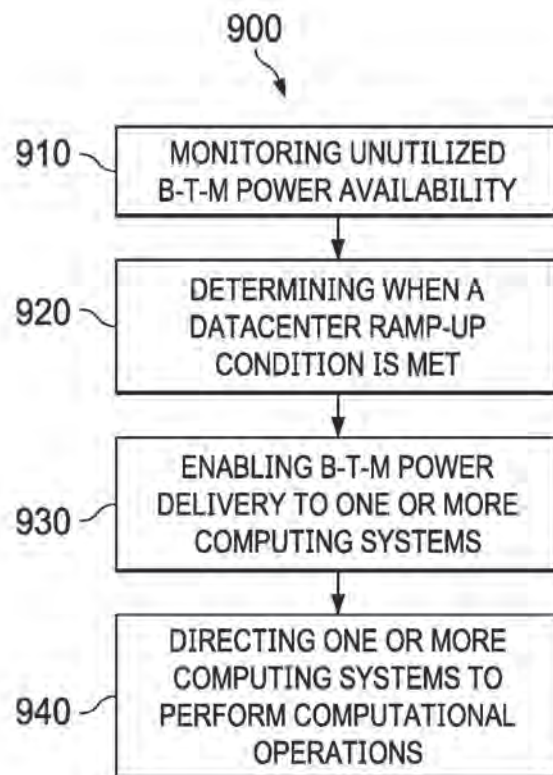 900
910
MONITORING UNUTILIZED
B-T-M POWER AVAILABILITY
920
DETERMINING WHEN A
DATACENTER RAMP-UP
CONDITION IS MET
930
ENABLING B-T-M POWER
DELIVERY TO ONE OR MORE
COMPUTING SYSTEMS
940
DIRECTING ONE OR MORE
COMPUTING SYSTEMS TO
PERFORM COMPUTATIONAL
OPERATIONS